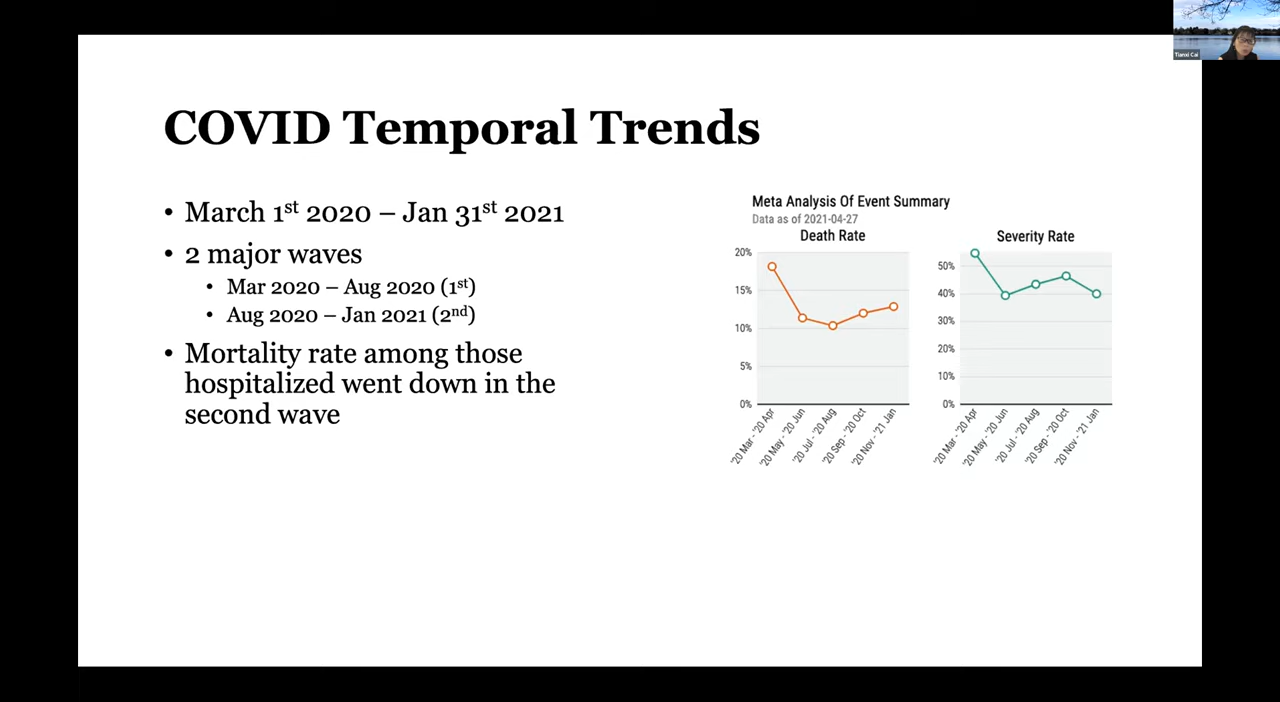 Tianxi Cai
COVID Temporal Trends
• March 1st 2020 – Jan 31st 2021
• 2 major waves
• Mar 2020 – Aug 2020 (1st)
• Aug 2020 – Jan 2021 (2nd)
• Mortality rate among those
hospitalized went down in the
second wave
Meta Analysis Of Event Summary
Data as of 2021-04-27
Death Rate
20%
15%
10%
5%
0%
'20 Mar - '20 Apr
'20 May - '20 Jun
'20 Jul - '20 Aug
'20 Sep - '20 Oct
'20 Nov - '21 Jan
Severity Rate
50%
40%
30%
20%
10%
0%
'20 Mar - '20 Apr
'20 May - '20 Jun
'20 Jul - '20 Aug
'20 Sep - '20 Oct
'20 Nov - '21 Jan